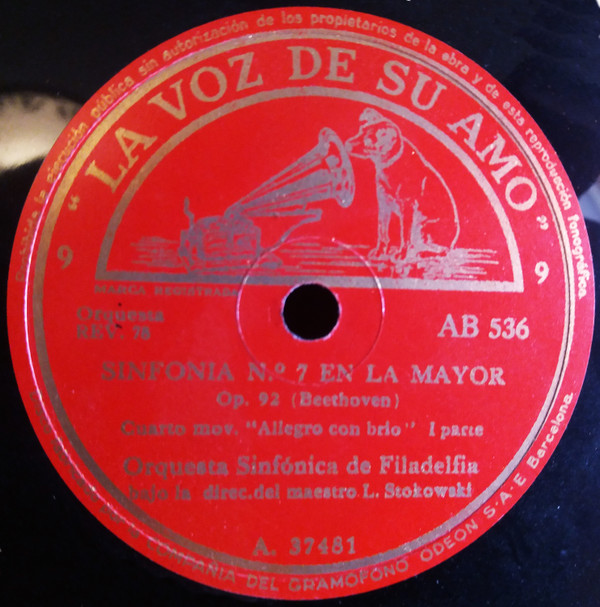 Prohibida la ejecución pública sin autorización de los propietarios de la obra y de esta reproducción fonográfica
"LA VOZ DE SU AMO"
9 9
MARCA REGISTRADA
Orquesta
REV. 78
AB 536
SINFONIA N.º 7 EN LA MAYOR
Op. 92 (Beethoven)
Cuarto mov. "Allegro con brio" I parte
Orquesta Sinfónica de Filadelfia
bajo la direc. del maestro L. Stokowski
A. 37481
COMPAÑIA DEL GRAMOFONO ODEON S·A·E Barcelona